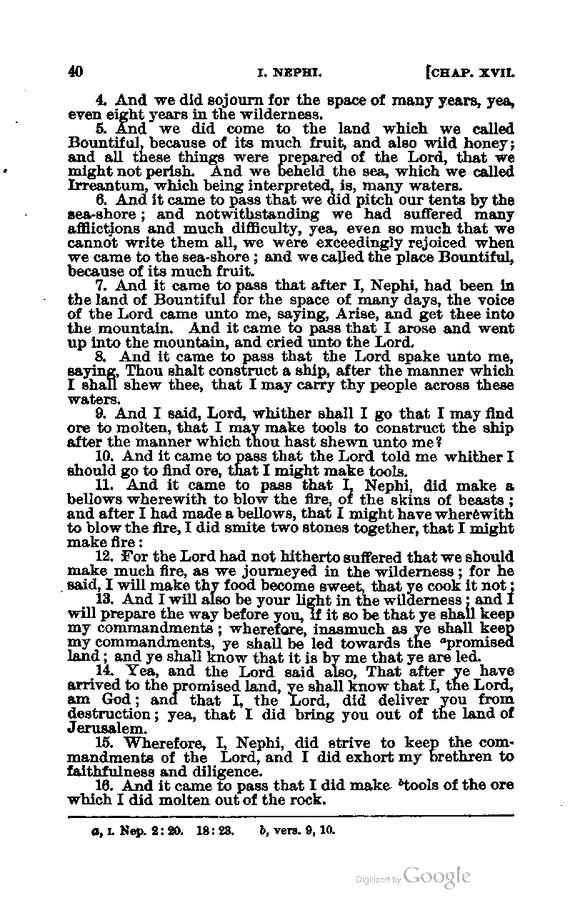 40 I. NEPHI. [CHAP. XVII.
4. And we did sojourn for the space of many years, yea,
even eight years in the wilderness.
5. And we did come to the land which we called
Bountiful, because of its much fruit, and also wild honey;
and all these things were prepared of the Lord, that we
might not perish. And we beheld the sea, which we called
Irreantum, which being interpreted, is, many waters.
6. And it came to pass that we did pitch our tents by the
sea-shore; and notwithstanding we had suffered many
afflictions and much difficulty, yea, even so much that we
cannot write them all, we were exceedingly rejoiced when
we came to the sea-shore; and we called the place Bountiful,
because of its much fruit.
7. And it came to pass that after I, Nephi, had been in
the land of Bountiful for the space of many days, the voice
of the Lord came unto me, saying, Arise, and get thee into
the mountain. And it came to pass that I arose and went
up into the mountain, and cried unto the Lord.
8. And it came to pass that the Lord spake unto me,
saying, Thou shalt construct a ship, after the manner which
I shall shew thee, that I may carry thy people across these
waters.
9. And I said, Lord, whither shall I go that I may find
ore to molten, that I may make tools to construct the ship
after the manner which thou hast shewn unto me?
10. And it came to pass that the Lord told me whither I
should go to find ore, that I might make tools.
11. And it came to pass that I, Nephi, did make a
bellows wherewith to blow the fire, of the skins of beasts;
and after I had made a bellows, that I might have wherewith
to blow the fire, I did smite two stones together, that I might
make fire:
12. For the Lord had not hitherto suffered that we should
make much fire, as we journeyed in the wilderness; for he
said, I will make thy food become sweet, that ye cook it not;
13. And I will also be your light in the wilderness; and I
will prepare the way before you, if it so be that ye shall keep
my commandments; wherefore, inasmuch as ye shall keep
my commandments, ye shall be led towards the ᵃpromised
land; and ye shall know that it is by me that ye are led.
14. Yea, and the Lord said also, That after ye have
arrived to the promised land, ye shall know that I, the Lord,
am God; and that I, the Lord, did deliver you from
destruction; yea, that I did bring you out of the land of
Jerusalem.
15. Wherefore, I, Nephi, did strive to keep the com-
mandments of the Lord, and I did exhort my brethren to
faithfulness and diligence.
16. And it came to pass that I did make ᵇtools of the ore
which I did molten out of the rock.
a, I. Nep. 2:20. 18:23. b, vers. 9, 10.
Digitized by Google